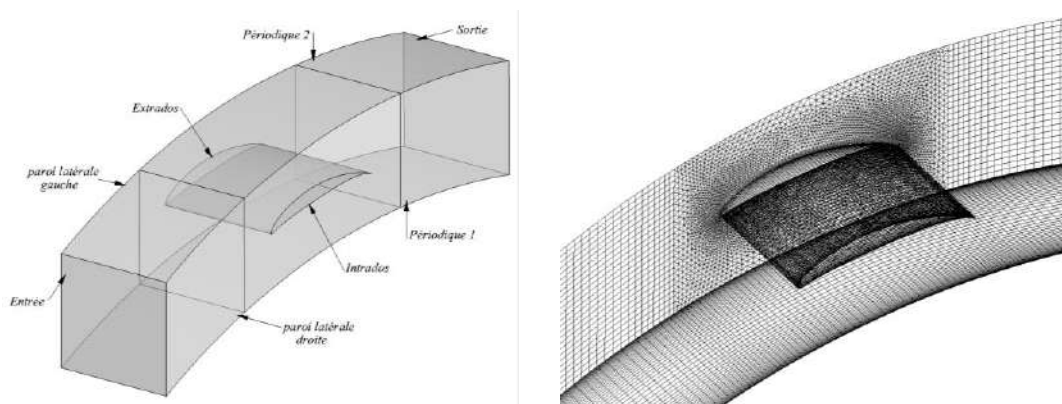 Périodique 2
Sortie
Extrados
paroi latérale
gauche
Périodique 1
Intrados
Entrée
paroi latérale
droite